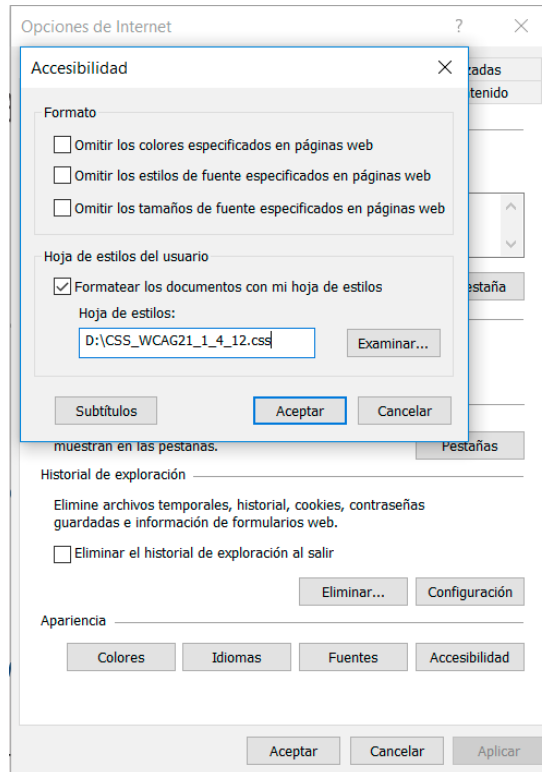 Opciones de Internet
?
Accesibilidad
zadas
tenido
Formato
Omitir los colores especificados en páginas web
Omitir los estilos de fuente especificados en páginas web
Omitir los tamaños de fuente especificados en páginas web
Hoja de estilos del usuario
Formatear los documentos con mi hoja de estilos
estaña
Hoja de estilos:
D:\CSS_WCAG21_1_4_12.css
Examinar...
Subtítulos
Aceptar
Cancelar
muestran en las pestañas.
Pestañas
Historial de exploración
Elimine archivos temporales, historial, cookies, contraseñas
guardadas e información de formularios web.
Eliminar el historial de exploración al salir
Eliminar...
Configuración
Apariencia
Colores
Idiomas
Fuentes
Accesibilidad
Aceptar
Cancelar
Aplicar